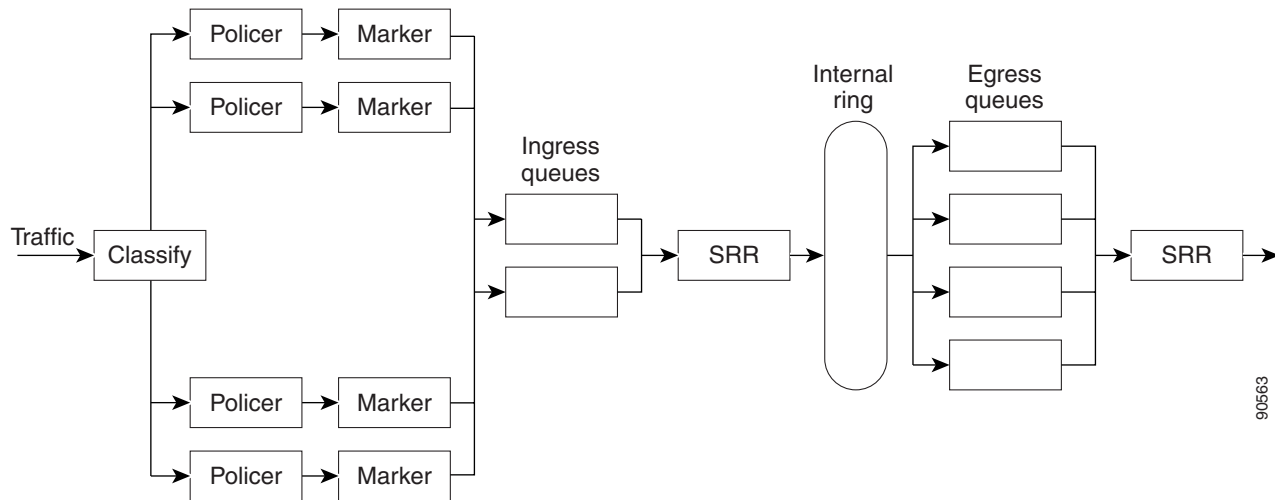 Policer
Marker
Policer
Marker
Internal
ring
Egress
queues
Ingress
queues
Traffic
Classify
SRR
SRR
Policer
Marker
Policer
Marker
90563